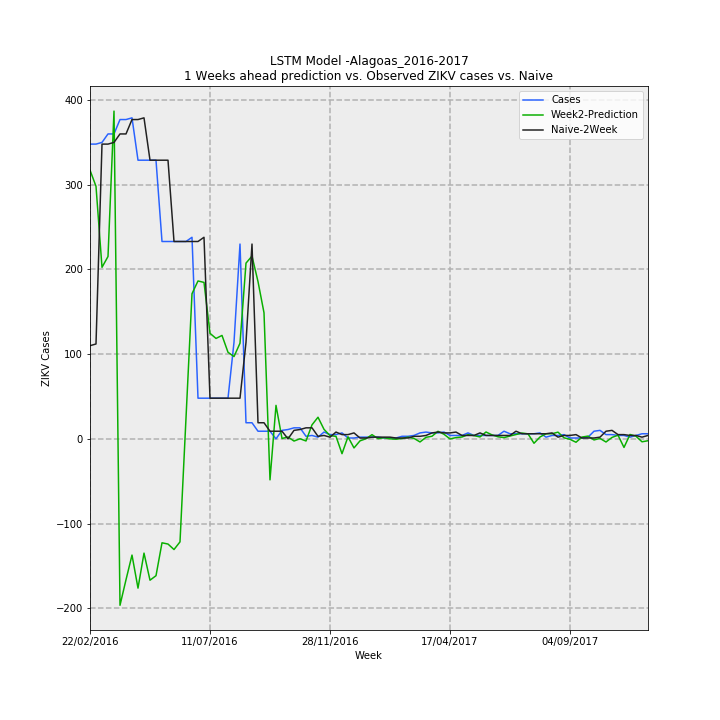 LSTM Model -Alagoas_2016-2017
1 Weeks ahead prediction vs. Observed ZIKV cases vs. Naive
Cases
Week2-Prediction
Naive-2Week
400
300
200
100
0
−100
−200
ZIKV Cases
22/02/2016
11/07/2016
28/11/2016
17/04/2017
04/09/2017
Week